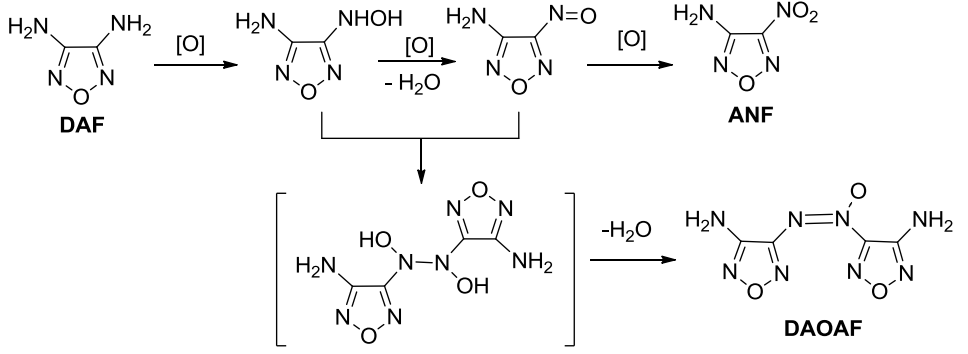 H₂N NH₂
N N
O
DAF
[O]
H₂N NHOH
N N
O
[O]
- H₂O
H₂N N=O
N N
O
[O]
H₂N NO₂
N N
O
ANF
O
N N
HO
N N
H₂N OH NH₂
N N
O
-H₂O
O
H₂N N N NH₂
N N N N
O O
DAOAF